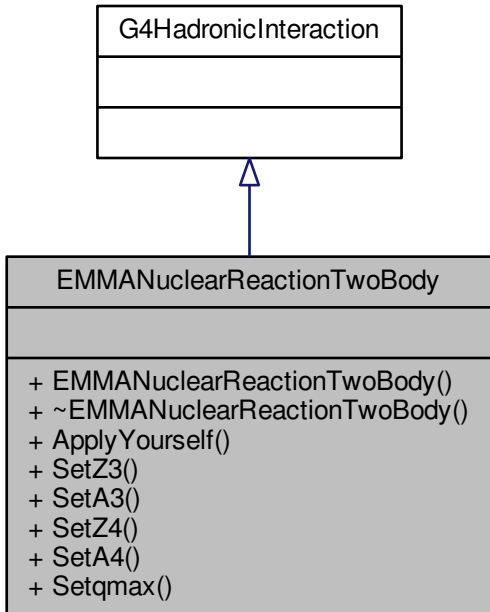 G4HadronicInteraction
EMMANuclearReactionTwoBody
+ EMMANuclearReactionTwoBody()
+ ~EMMANuclearReactionTwoBody()
+ ApplyYourself()
+ SetZ3()
+ SetA3()
+ SetZ4()
+ SetA4()
+ Setqmax()